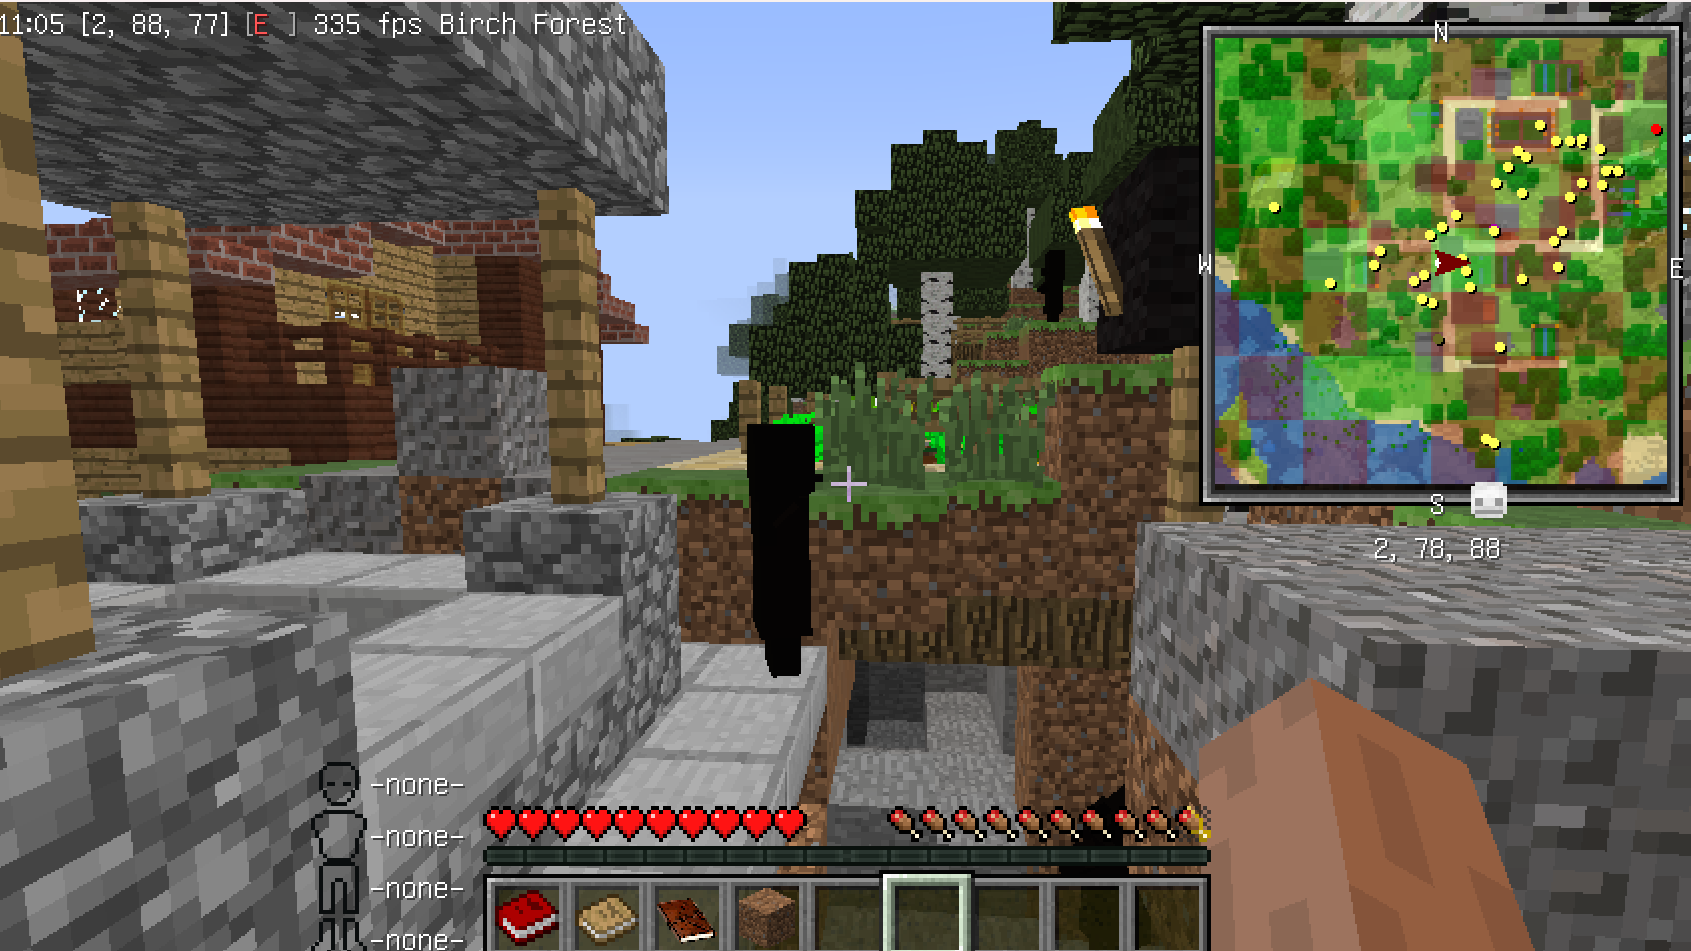 11:05 [2, 88, 77] [E ] 335 fps Birch Forest
N
W
E
S
2, 78, 88
-none-
-none-
-none-
-none-